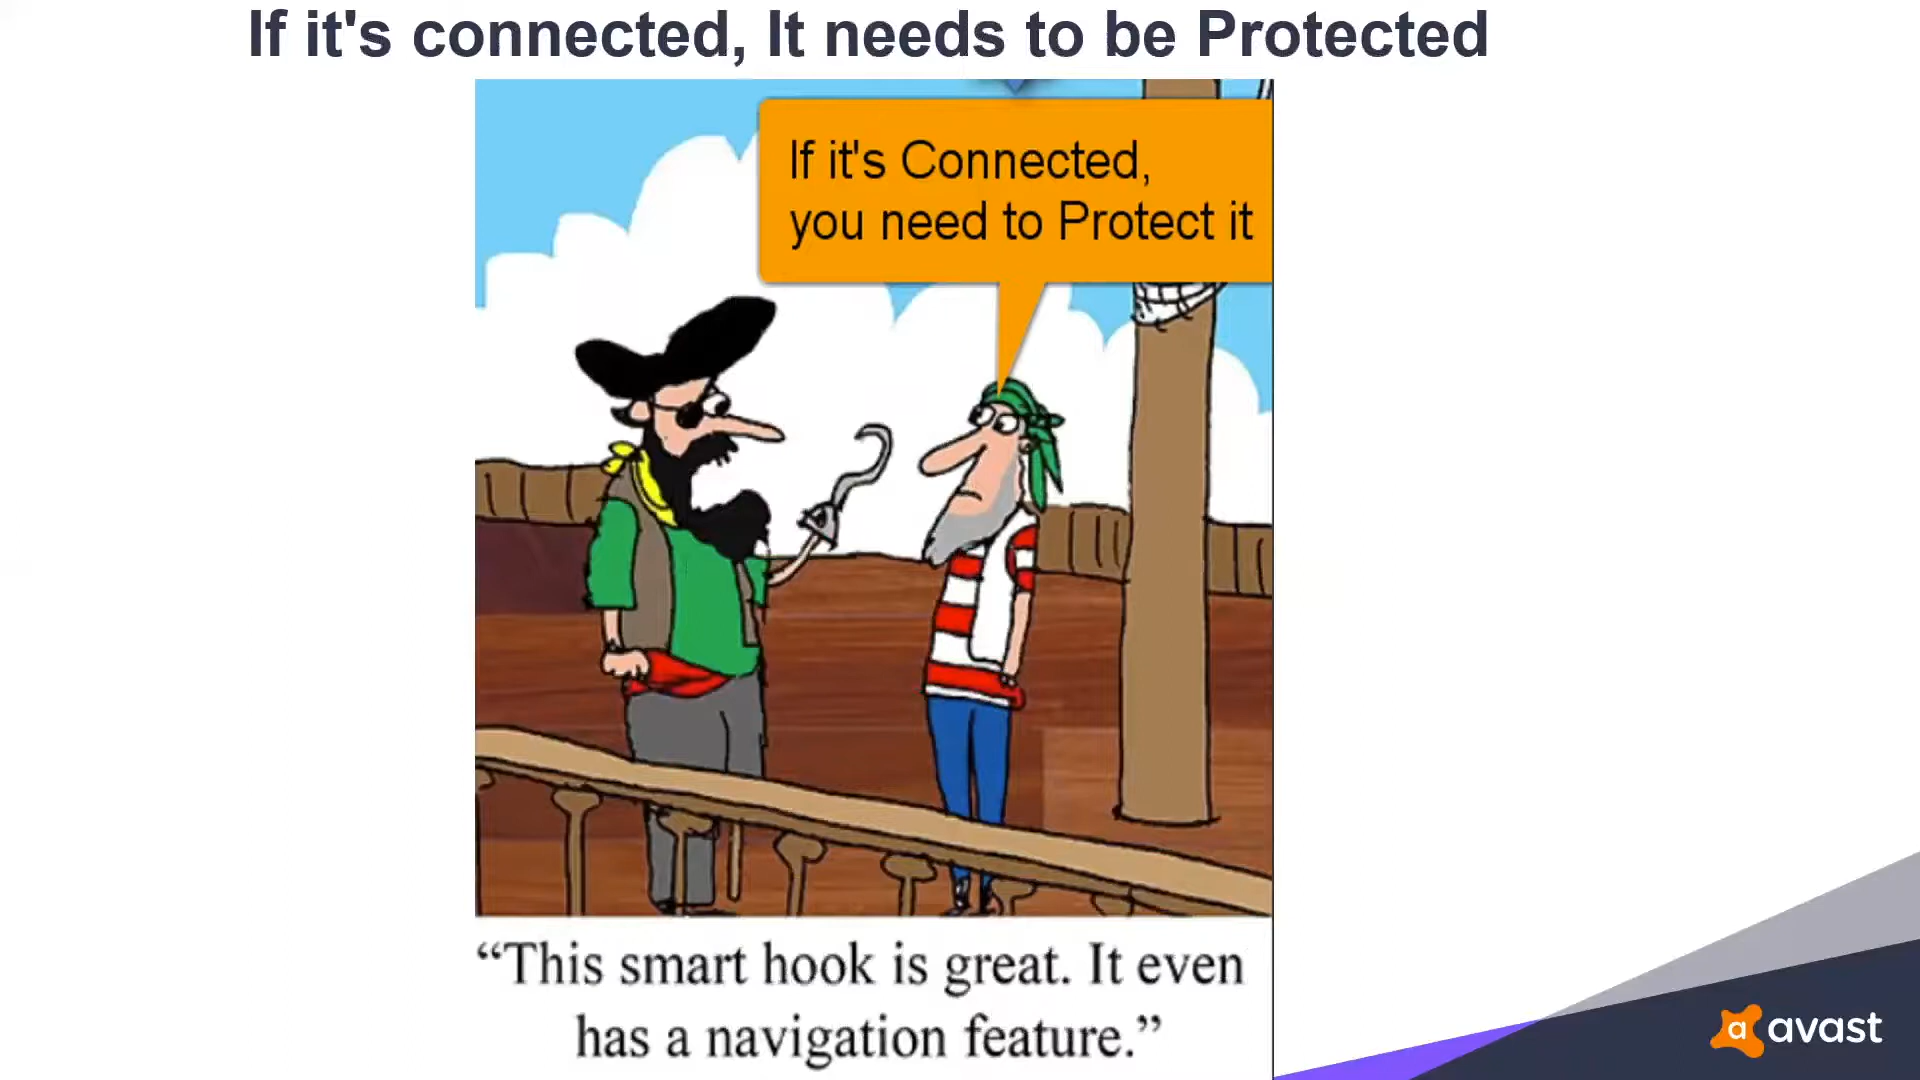 If it's connected, It needs to be Protected
If it's Connected,
you need to Protect it
“This smart hook is great. It even
has a navigation feature.”
avast